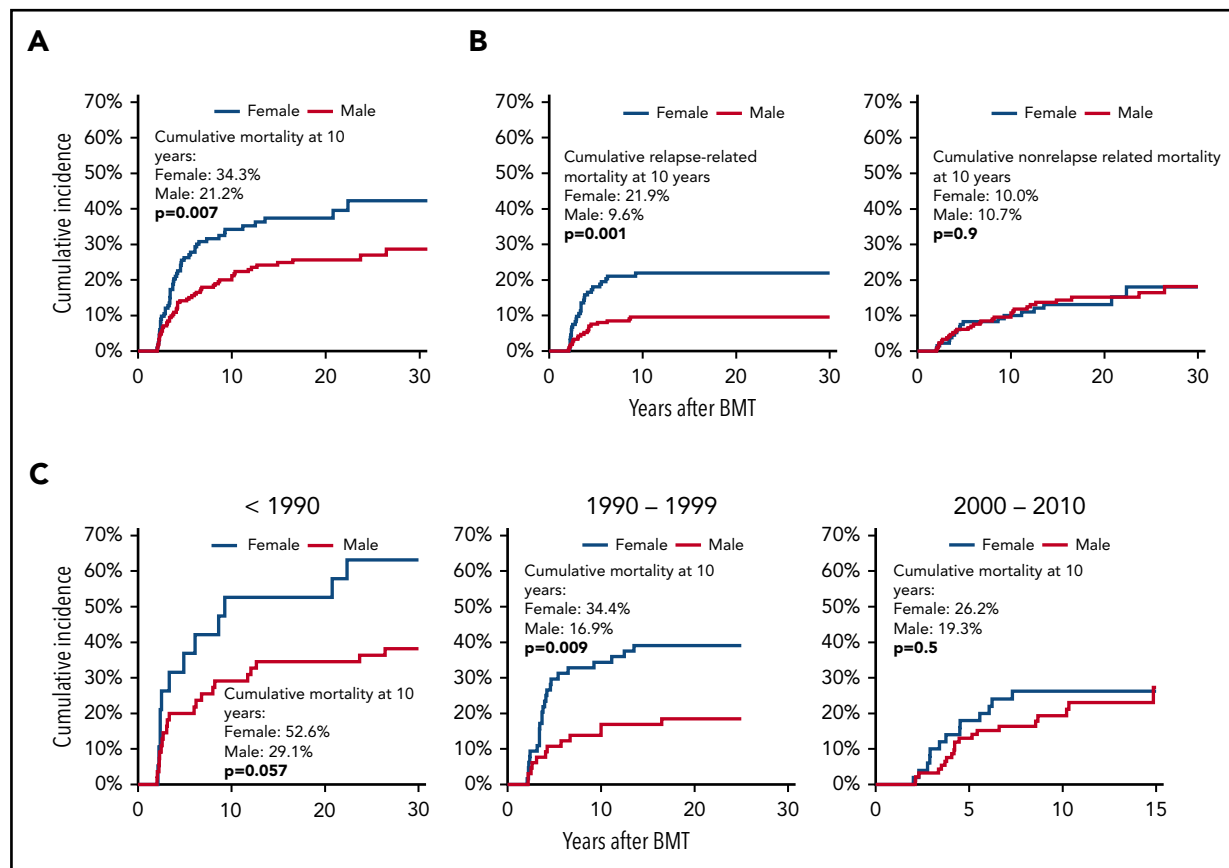 A
B
70%
60%
50%
40%
30%
20%
10%
0%
Cumulative incidence
Female Male
Cumulative mortality at 10
years:
Female: 34.3%
Male: 21.2%
p=0.007
0 10 20 30
70%
60%
50%
40%
30%
20%
10%
0%
Female Male
Cumulative relapse-related
mortality at 10 years
Female: 21.9%
Male: 9.6%
p=0.001
0 10 20 30
70%
60%
50%
40%
30%
20%
10%
0%
Female Male
Cumulative nonrelapse related mortality
at 10 years
Female: 10.0%
Male: 10.7%
p=0.9
0 10 20 30
Years after BMT
C
< 1990
70%
60%
50%
40%
30%
20%
10%
0%
Cumulative incidence
Female Male
Cumulative mortality at 10
years:
Female: 52.6%
Male: 29.1%
p=0.057
0 10 20 30
1990 – 1999
70%
60%
50%
40%
30%
20%
10%
0%
Female Male
Cumulative mortality at 10
years:
Female: 34.4%
Male: 16.9%
p=0.009
0 10 20 30
2000 – 2010
70%
60%
50%
40%
30%
20%
10%
0%
Female Male
Cumulative mortality at 10
years:
Female: 26.2%
Male: 19.3%
p=0.5
0 5 10 15
Years after BMT